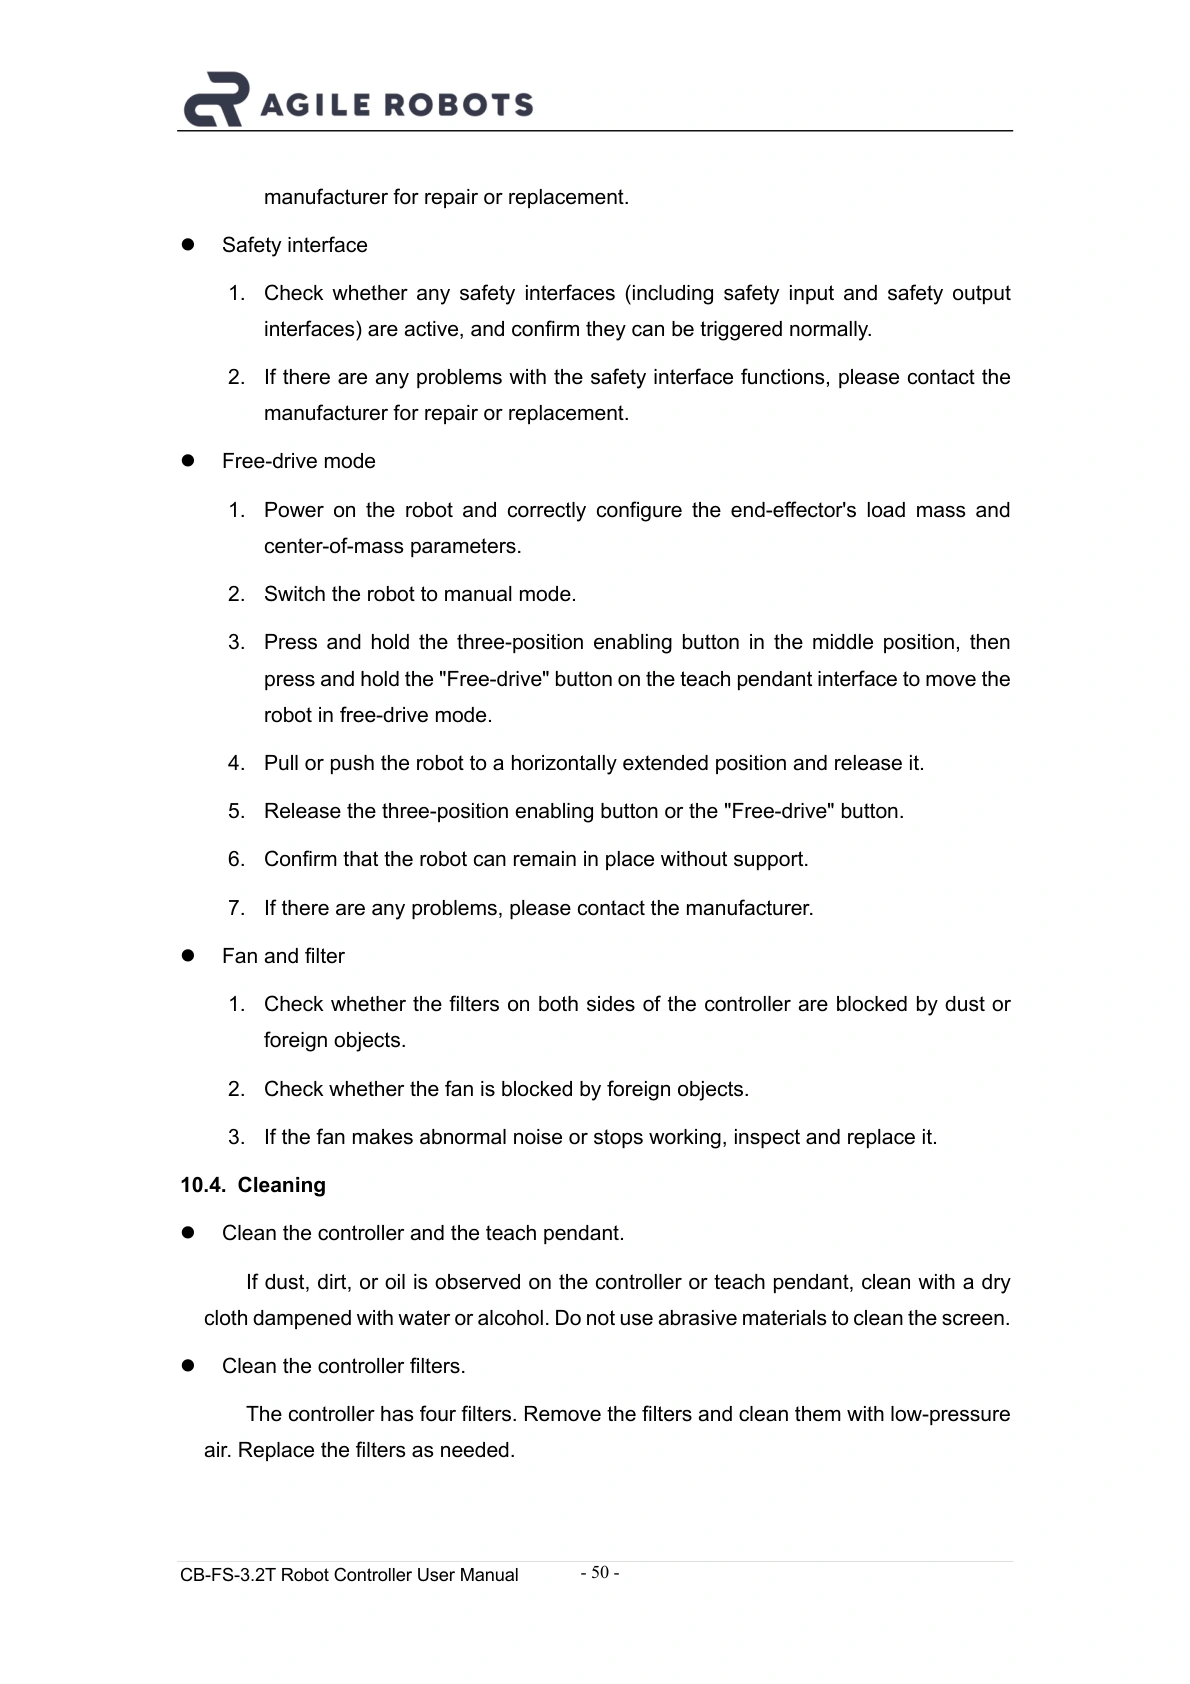 AGILE ROBOTS
manufacturer for repair or replacement.
● Safety interface
1. Check whether any safety interfaces (including safety input and safety output
interfaces) are active, and confirm they can be triggered normally.
2. If there are any problems with the safety interface functions, please contact the
manufacturer for repair or replacement.
● Free-drive mode
1. Power on the robot and correctly configure the end-effector's load mass and
center-of-mass parameters.
2. Switch the robot to manual mode.
3. Press and hold the three-position enabling button in the middle position, then
press and hold the "Free-drive" button on the teach pendant interface to move the
robot in free-drive mode.
4. Pull or push the robot to a horizontally extended position and release it.
5. Release the three-position enabling button or the "Free-drive" button.
6. Confirm that the robot can remain in place without support.
7. If there are any problems, please contact the manufacturer.
● Fan and filter
1. Check whether the filters on both sides of the controller are blocked by dust or
foreign objects.
2. Check whether the fan is blocked by foreign objects.
3. If the fan makes abnormal noise or stops working, inspect and replace it.
10.4. Cleaning
● Clean the controller and the teach pendant.
If dust, dirt, or oil is observed on the controller or teach pendant, clean with a dry
cloth dampened with water or alcohol. Do not use abrasive materials to clean the screen.
● Clean the controller filters.
The controller has four filters. Remove the filters and clean them with low-pressure
air. Replace the filters as needed.
CB-FS-3.2T Robot Controller User Manual - 50 -